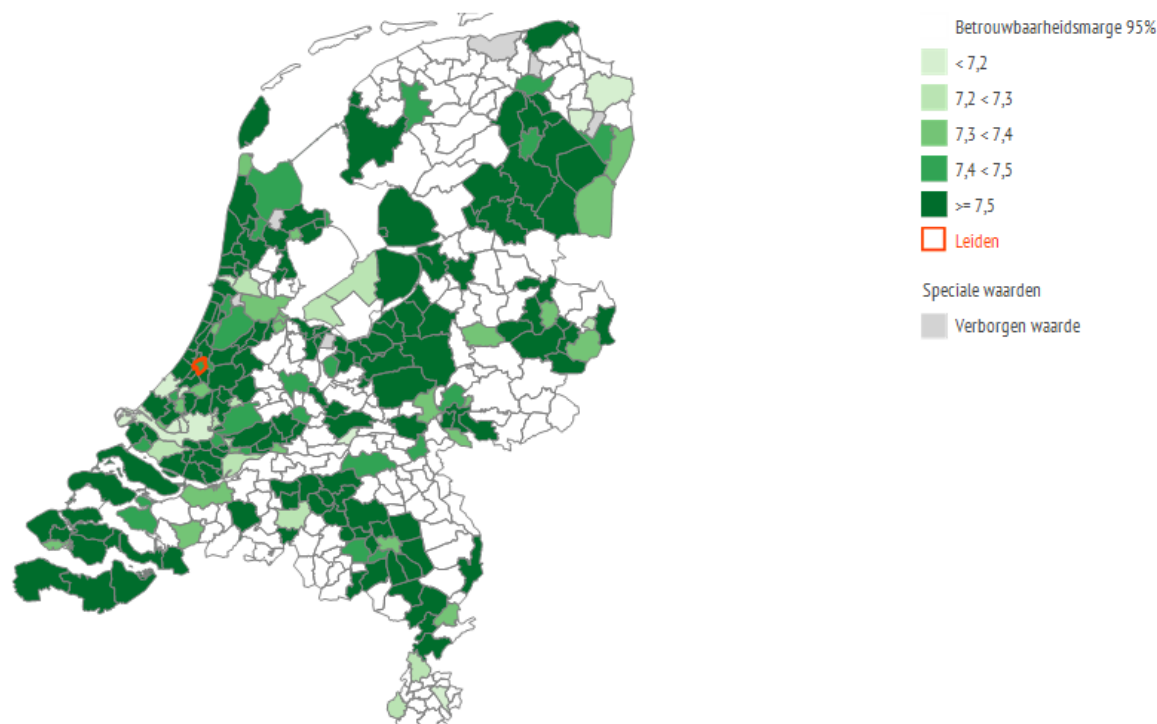 Betrouwbaarheidsmarge 95%
< 7,2
7,2 < 7,3
7,3 < 7,4
7,4 < 7,5
>= 7,5
Leiden
Speciale waarden
Verborgen waarde